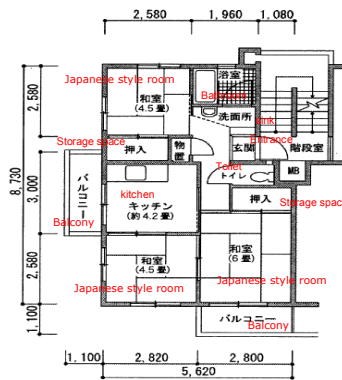 2,580 1,960 1,080
浴室
Bathroom
Japanese style room
和室
(4.5畳)
洗面所
Sink
2,580
Storage space
押入
物置
玄関
Entrance
階段室
Toilet
トイレ
MB
8,730
3,000
バルコニー
Balcony
kitchen
キッチン
(約4.2畳)
押入
Storage space
和室
(4.5畳)
Japanese style room
和室
(6畳)
Japanese style room
2,580
1,100
バルコニー
Balcony
1,100 2,820 2,800
5,620